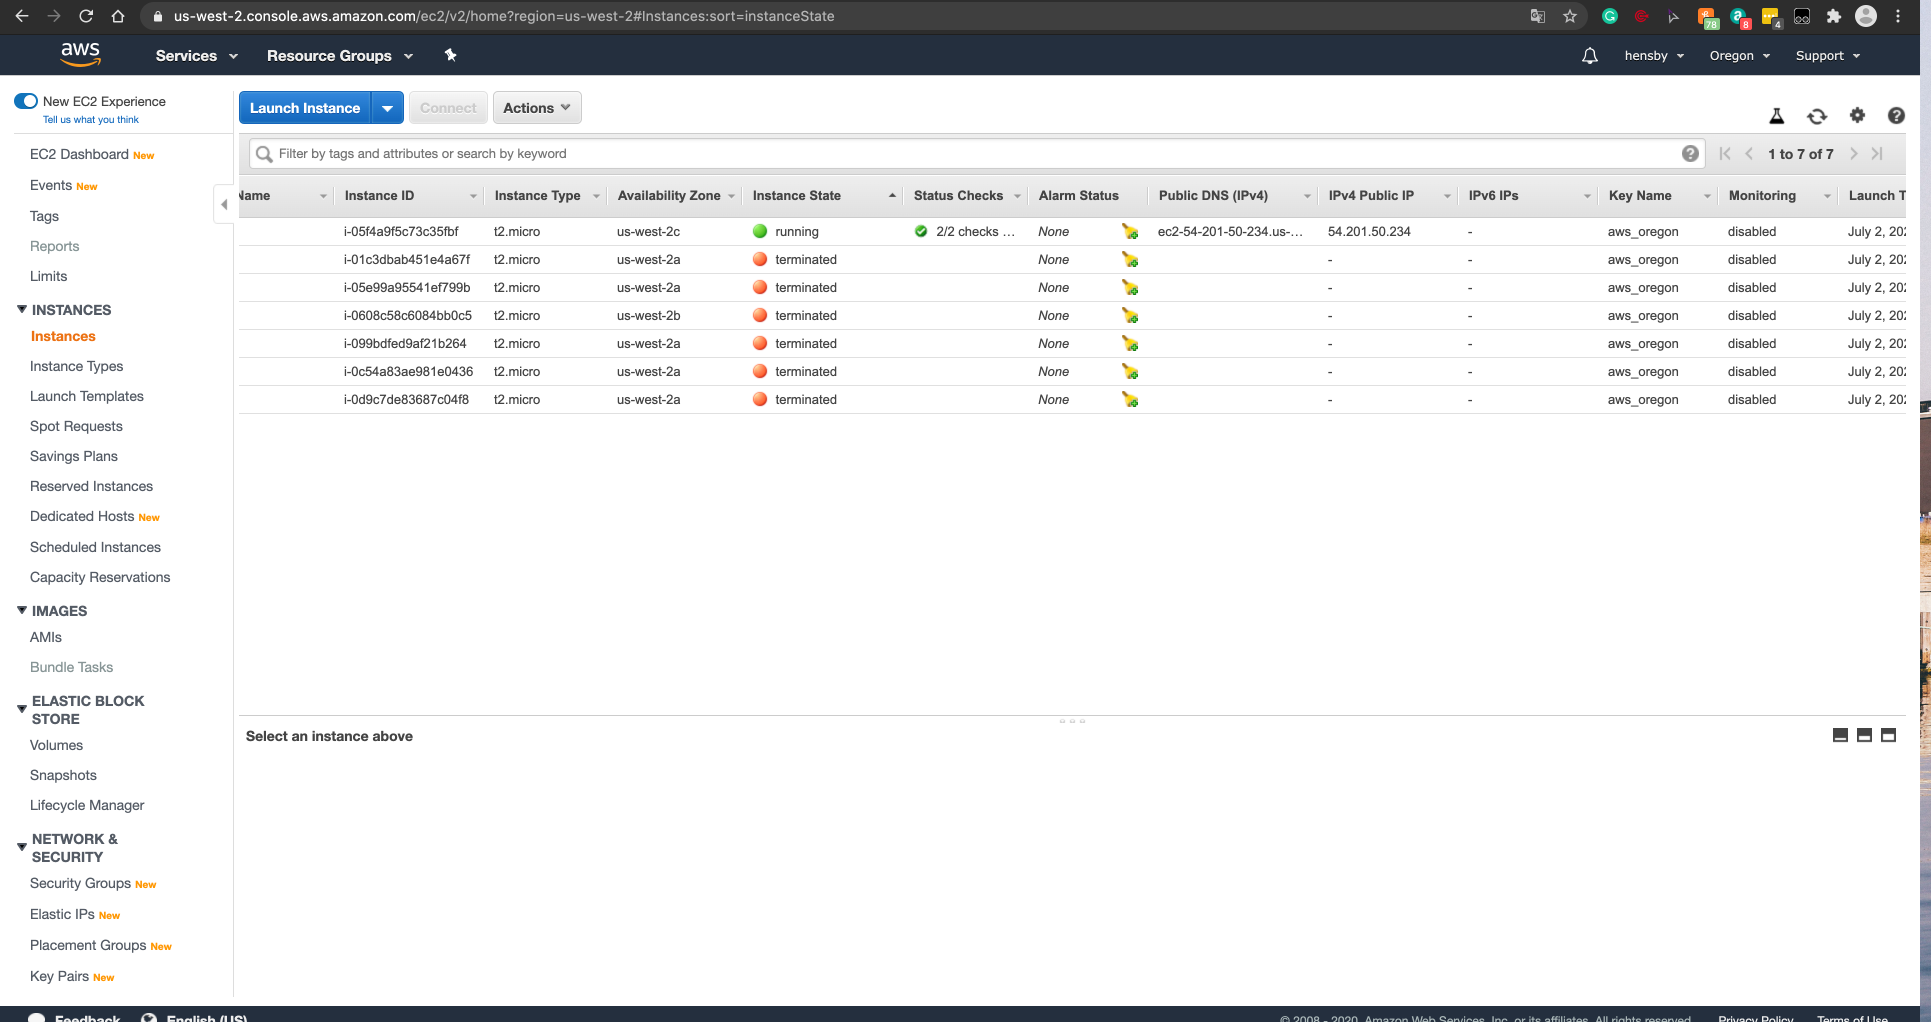 us-west-2.console.aws.amazon.com/ec2/v2/home?region=us-west-2#Instances:sort=instanceState
78
8
4
aws
Services
Resource Groups
hensby
Oregon
Support
New EC2 Experience
Tell us what you think
EC2 Dashboard New
Events New
Tags
Reports
Limits
INSTANCES
Instances
Instance Types
Launch Templates
Spot Requests
Savings Plans
Reserved Instances
Dedicated Hosts New
Scheduled Instances
Capacity Reservations
IMAGES
AMIs
Bundle Tasks
ELASTIC BLOCK
STORE
Volumes
Snapshots
Lifecycle Manager
NETWORK &
SECURITY
Security Groups New
Elastic IPs New
Placement Groups New
Key Pairs New
Launch Instance Connect Actions
Filter by tags and attributes or search by keyword
1 to 7 of 7
Name Instance ID Instance Type Availability Zone Instance State Status Checks Alarm Status Public DNS (IPv4) IPv4 Public IP IPv6 IPs Key Name Monitoring Launch T
i-05f4a9f5c73c35fbf t2.micro us-west-2c running 2/2 checks ... None ec2-54-201-50-234.us-... 54.201.50.234 - aws_oregon disabled July 2, 202
i-01c3dbab451e4a67f t2.micro us-west-2a terminated None - - aws_oregon disabled July 2, 202
i-05e99a95541ef799b t2.micro us-west-2a terminated None - - aws_oregon disabled July 2, 202
i-0608c58c6084bb0c5 t2.micro us-west-2b terminated None - - aws_oregon disabled July 2, 202
i-099bdfed9af21b264 t2.micro us-west-2a terminated None - - aws_oregon disabled July 2, 202
i-0c54a83ae981e0436 t2.micro us-west-2a terminated None - - aws_oregon disabled July 2, 202
i-0d9c7de83687c04f8 t2.micro us-west-2a terminated None - - aws_oregon disabled July 2, 202
Select an instance above
Feedback English (US)
© 2008 - 2020, Amazon Web Services, Inc. or its affiliates. All rights reserved. Privacy Policy Terms of Use